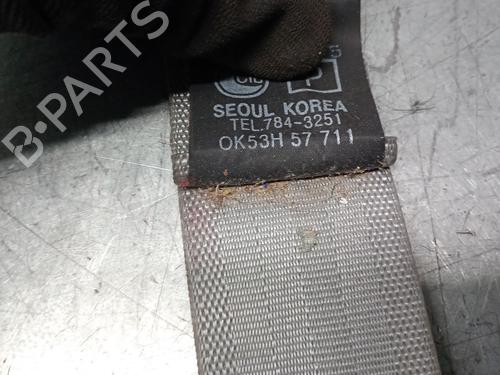 P
SEOUL KOREA
TEL.784-3251
OK53H 57 711
B-PARTS